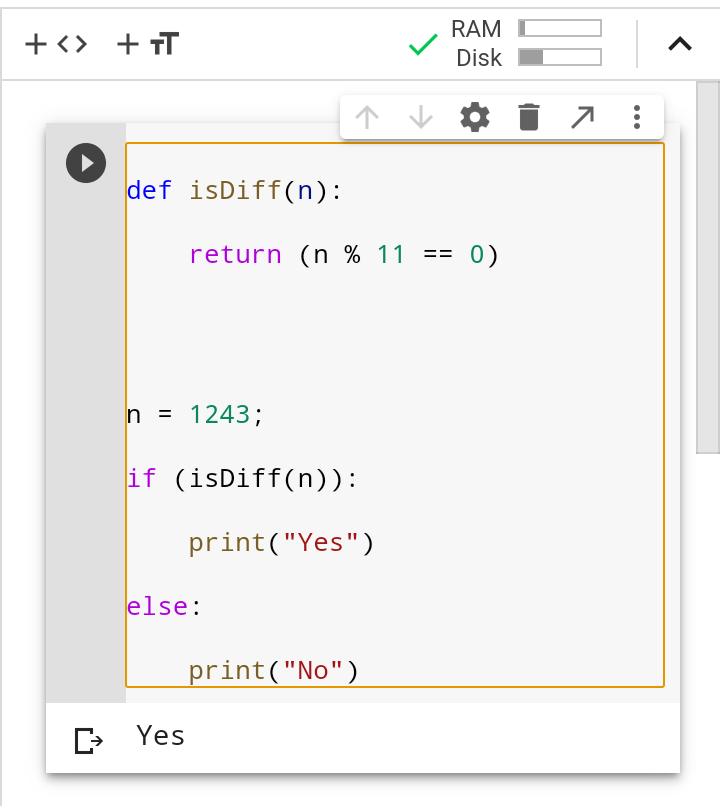 RAM
Disk
def isDiff(n):
    return (n % 11 == 0)
n = 1243;
if (isDiff(n)):
    print("Yes")
else:
    print("No")
Yes